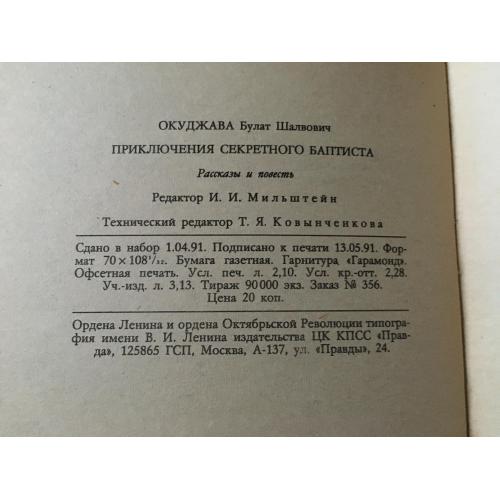 ОКУДЖАВА Булат Шалвович
ПРИКЛЮЧЕНИЯ СЕКРЕТНОГО БАПТИСТА
Рассказы и повесть
Редактор И. И. Мильштейн
Технический редактор Т. Я. Ковынченкова
Сдано в набор 1.04.91. Подписано к печати 13.05.91. Фор-
мат 70 × 108¹/₃₂. Бумага газетная. Гарнитура «Гарамонд».
Офсетная печать. Усл. печ. л. 2,10. Усл. кр.-отт. 2,28.
Уч.-изд. л. 3,13. Тираж 90 000 экз. Заказ № 356.
Цена 20 коп.
Ордена Ленина и ордена Октябрьской Революции типогра-
фия имени В. И. Ленина издательства ЦК КПСС «Прав-
да», 125865 ГСП, Москва, А-137, ул. «Правды», 24.